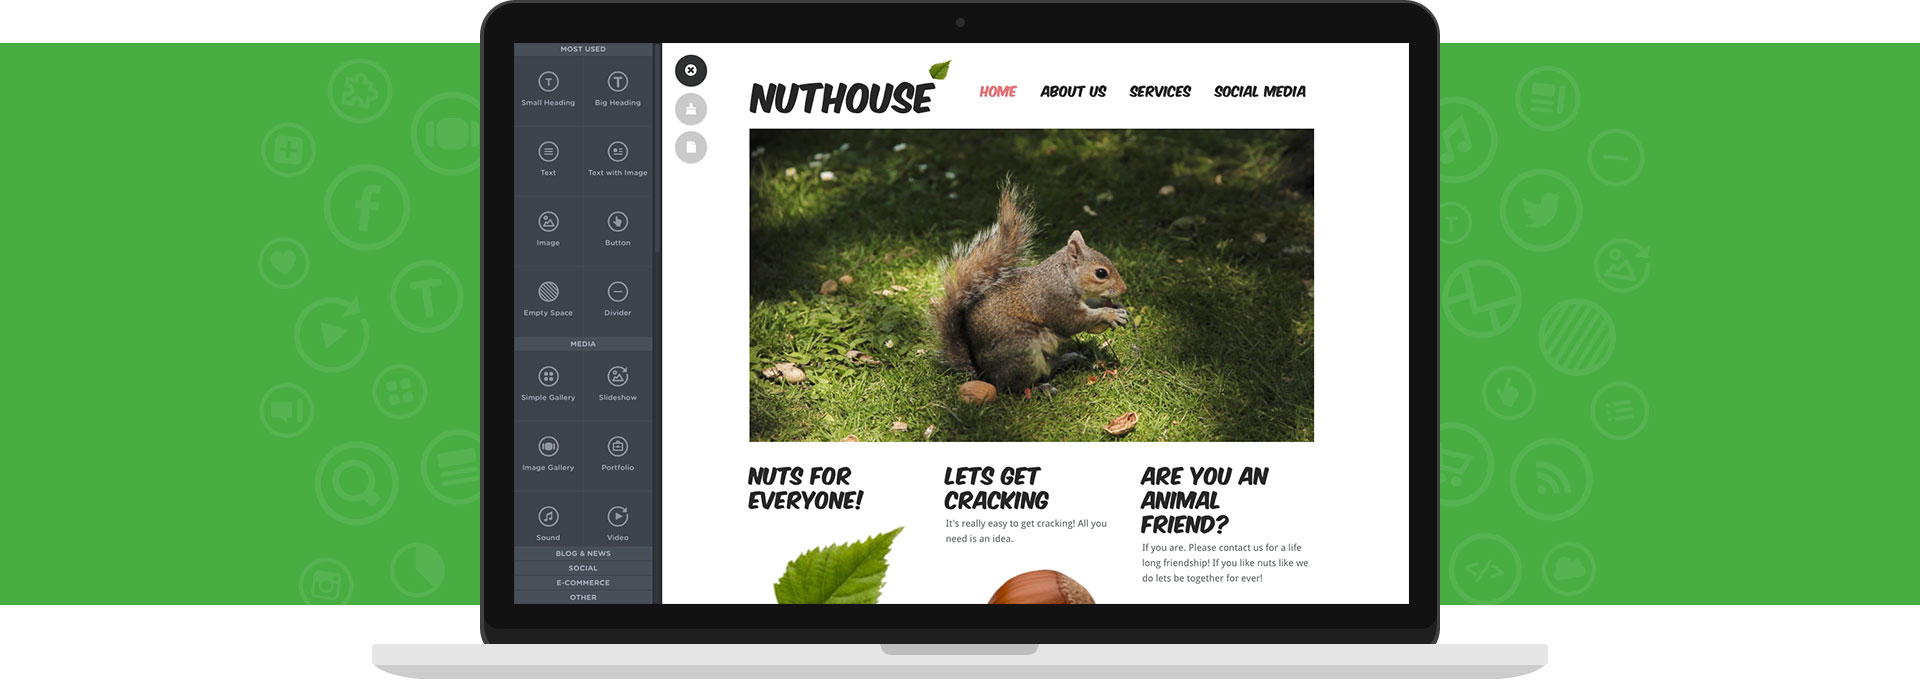 MOST USED
Small Heading
Big Heading
Text
Text with Image
Image
Button
Empty Space
Divider
MEDIA
Simple Gallery
Slideshow
Image Gallery
Portfolio
Sound
Video
BLOG & NEWS
SOCIAL
E-COMMERCE
OTHER
NUTHOUSE
HOME
ABOUT US
SERVICES
SOCIAL MEDIA
NUTS FOR
EVERYONE!
LETS GET
CRACKING
It's really easy to get cracking! All you
need is an idea.
ARE YOU AN
ANIMAL
FRIEND?
If you are. Please contact us for a life
long friendship! If you like nuts like we
do lets be together for ever!